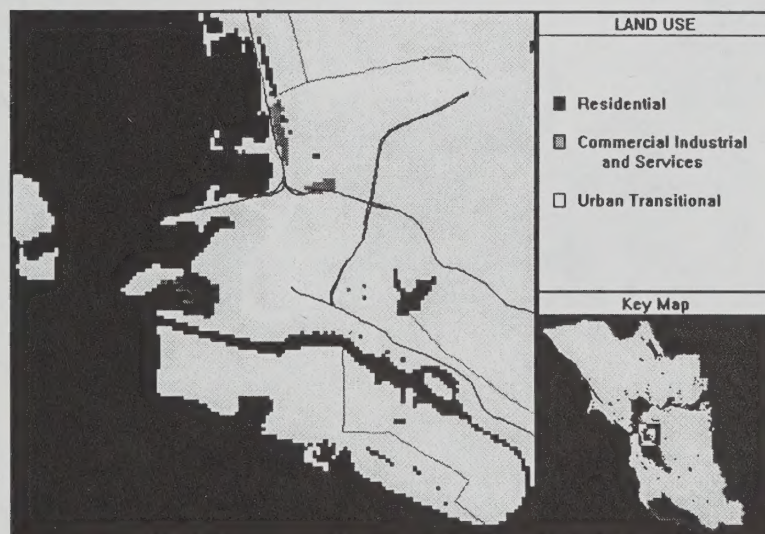 LAND USE
Residential
Commercial Industrial
and Services
Urban Transitional
Key Map